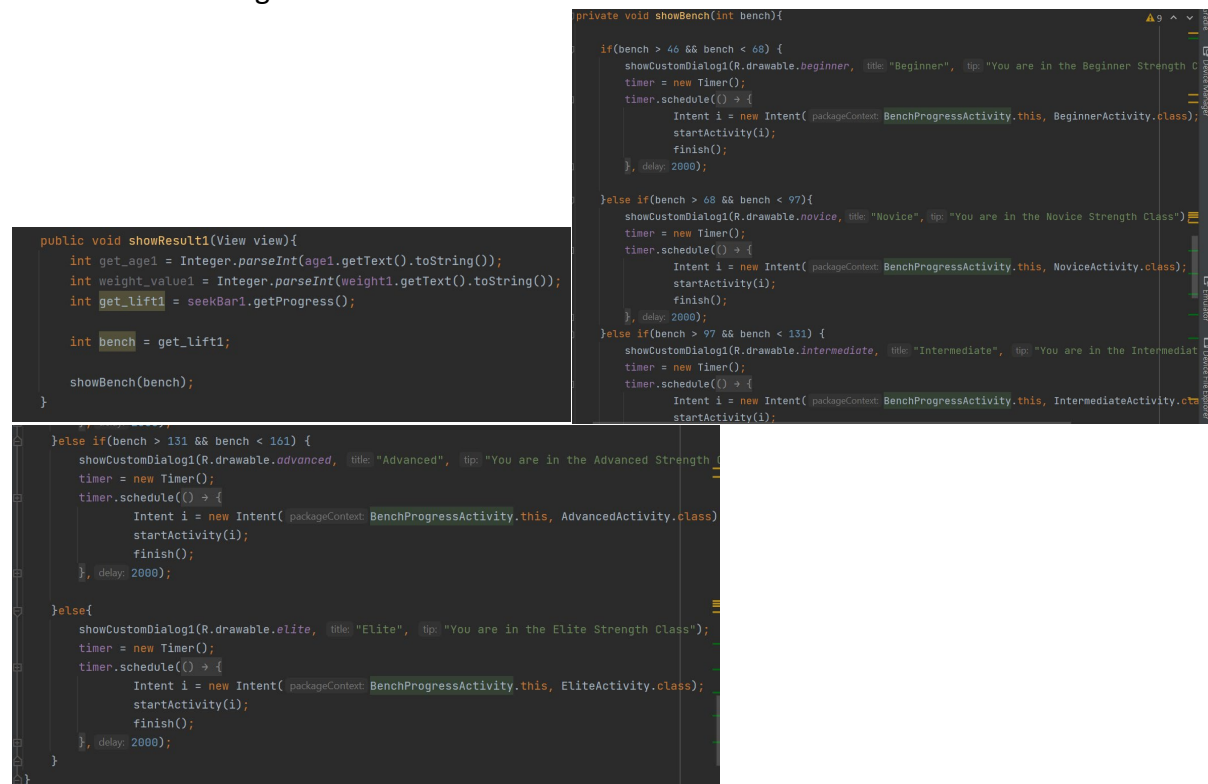 public void showResult1(View view){
int get_age1 = Integer.parseInt(age1.getText().toString());
int weight_value1 = Integer.parseInt(weight1.getText().toString());
int get_lift1 = seekBar1.getProgress();
int bench = get_lift1;
showBench(bench);
}
private void showBench(int bench){
9
if(bench > 46 && bench < 68) {
showCustomDialog1(R.drawable.beginner, title: "Beginner", tip: "You are in the Beginner Strength C
timer = new Timer();
timer.schedule(() → {
Intent i = new Intent( packageContext: BenchProgressActivity.this, BeginnerActivity.class);
startActivity(i);
finish();
}, delay: 2000);
}else if(bench > 68 && bench < 97){
showCustomDialog1(R.drawable.novice, title: "Novice", tip: "You are in the Novice Strength Class")
timer = new Timer();
timer.schedule(() → {
Intent i = new Intent( packageContext: BenchProgressActivity.this, NoviceActivity.class);
startActivity(i);
finish();
}, delay: 2000);
}else if(bench > 97 && bench < 131) {
showCustomDialog1(R.drawable.intermediate, title: "Intermediate", tip: "You are in the Intermediat
timer = new Timer();
timer.schedule(() → {
Intent i = new Intent( packageContext: BenchProgressActivity.this, IntermediateActivity.cla
startActivity(i);
Device Manager
Emulator
Device File Explorer
}else if(bench > 131 && bench < 161) {
showCustomDialog1(R.drawable.advanced, title: "Advanced", tip: "You are in the Advanced Strength
timer = new Timer();
timer.schedule(() → {
Intent i = new Intent( packageContext: BenchProgressActivity.this, AdvancedActivity.class)
startActivity(i);
finish();
}, delay: 2000);
}else{
showCustomDialog1(R.drawable.elite, title: "Elite", tip: "You are in the Elite Strength Class");
timer = new Timer();
timer.schedule(() → {
Intent i = new Intent( packageContext: BenchProgressActivity.this, EliteActivity.class);
startActivity(i);
finish();
}, delay: 2000);
}
}